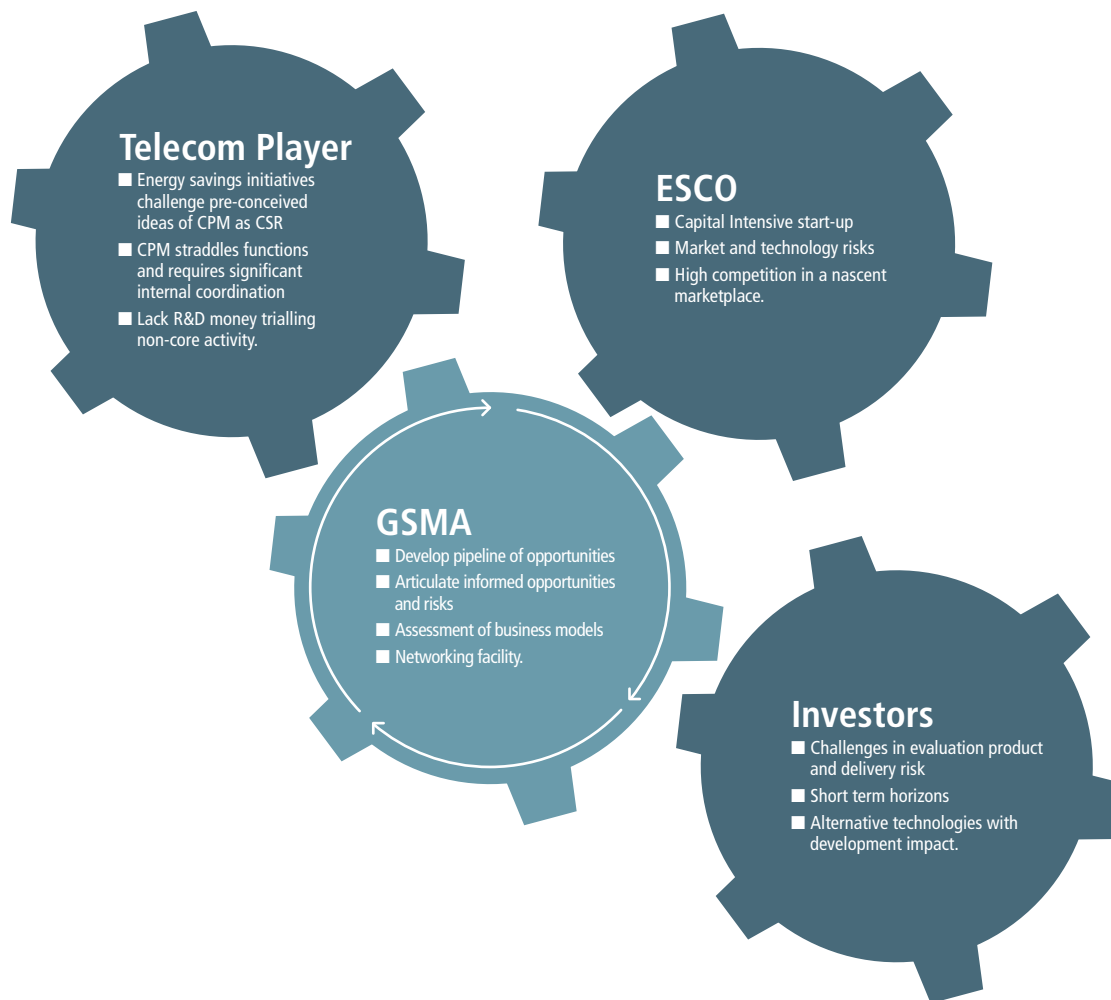 Telecom Player
■ Energy savings initiatives
challenge pre-conceived
ideas of CPM as CSR
■ CPM straddles functions
and requires significant
internal coordination
■ Lack R&D money trialling
non-core activity.
ESCO
■ Capital Intensive start-up
■ Market and technology risks
■ High competition in a nascent
marketplace.
GSMA
■ Develop pipeline of opportunities
■ Articulate informed opportunities
and risks
■ Assessment of business models
■ Networking facility.
Investors
■ Challenges in evaluation product
and delivery risk
■ Short term horizons
■ Alternative technologies with
development impact.